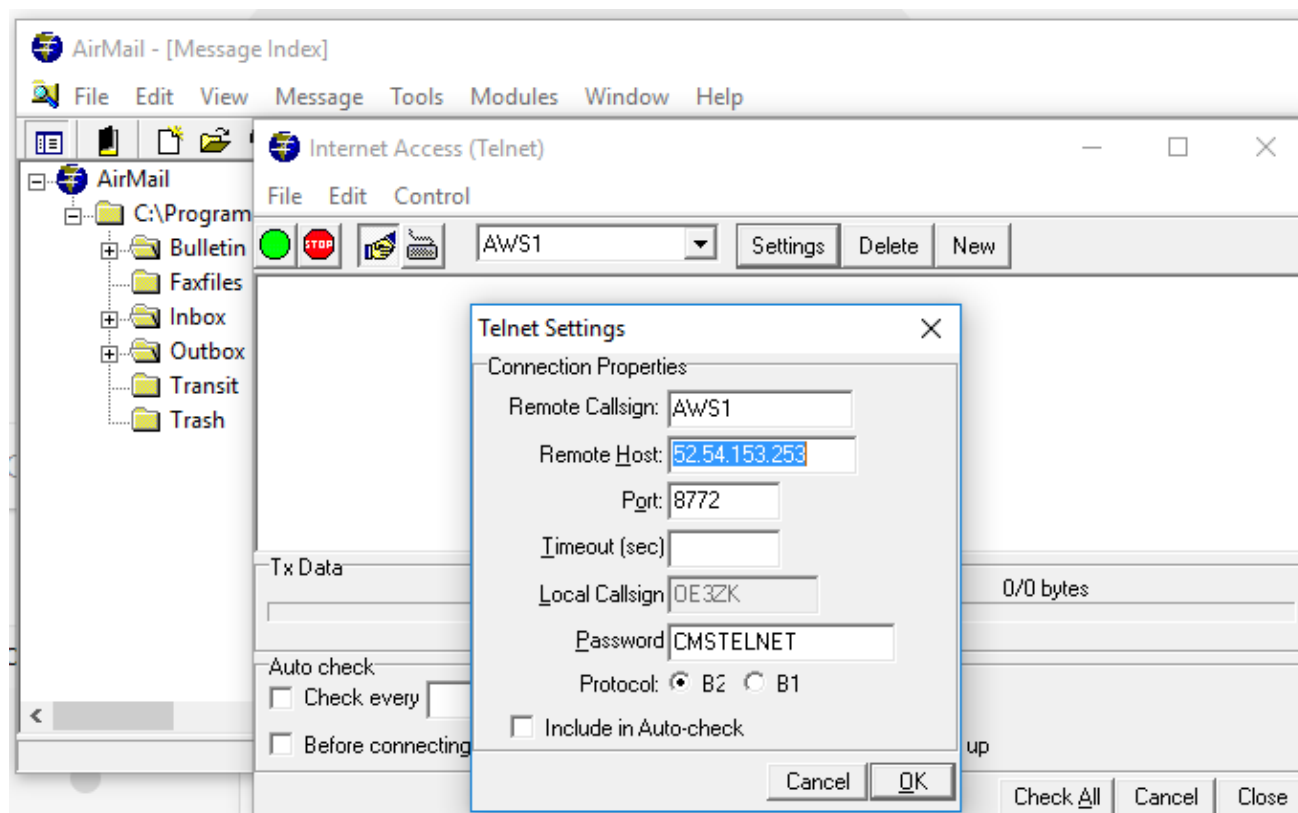 AirMail - [Message Index]
File Edit View Message Tools Modules Window Help
Internet Access (Telnet)
File Edit Control
STOP
AWS1
Settings Delete New
AirMail
C:\Program
Bulletin
Faxfiles
Inbox
Outbox
Transit
Trash
Telnet Settings
Connection Properties
Remote Callsign: AWS1
Remote Host: 52.54.153.253
Port: 8772
Timeout (sec)
Local Callsign OE3ZK
Password CMSTELNET
Protocol: B2 B1
Include in Auto-check
Cancel OK
Tx Data
0/0 bytes
Auto check
Check every
Before connecting
up
Check All Cancel Close